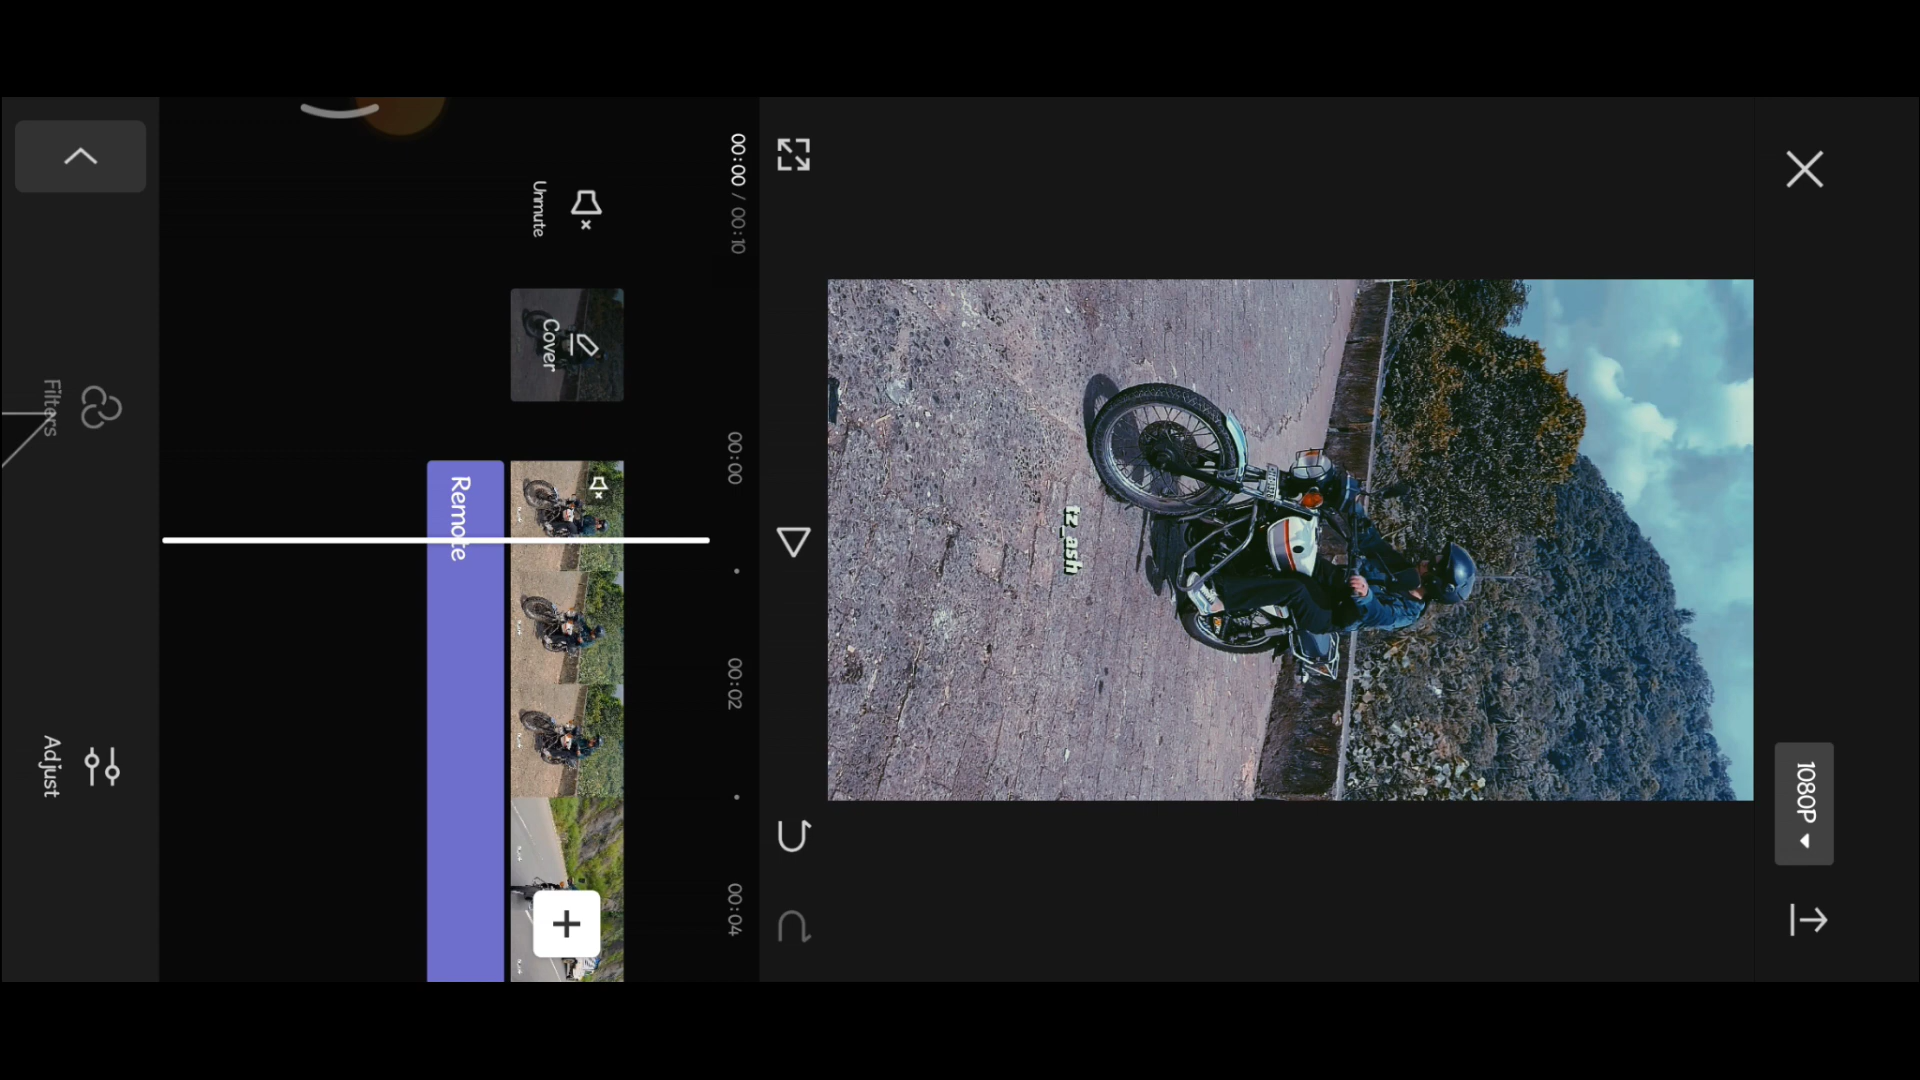 1080P
tz_ash
00:00 / 00:10
00:00
00:02
00:04
Unmute
Cover
Remote
Filters
Adjust